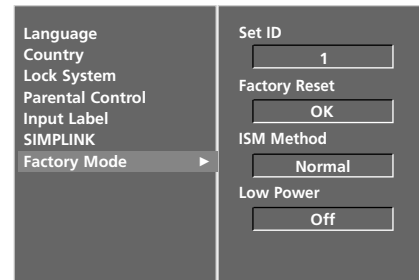 Language
Country
Lock System
Parental Control
Input Label
SIMPLINK
Factory Mode ►
Set ID
1
Factory Reset
OK
ISM Method
Normal
Low Power
Off